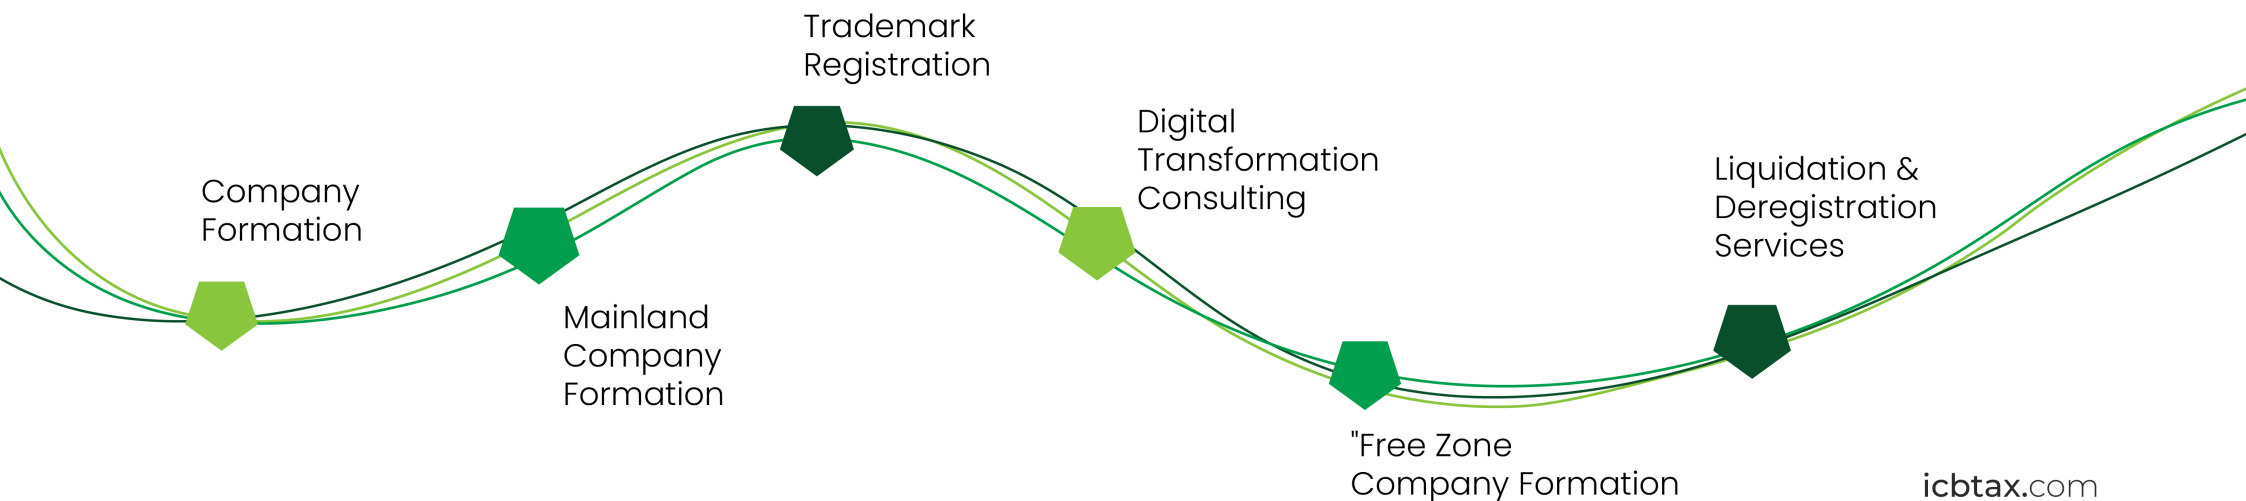 Trademark
Registration
Digital
Transformation
Consulting
Company
Formation
Liquidation &
Deregistration
Services
Mainland
Company
Formation
"Free Zone
Company Formation
icbtax.com